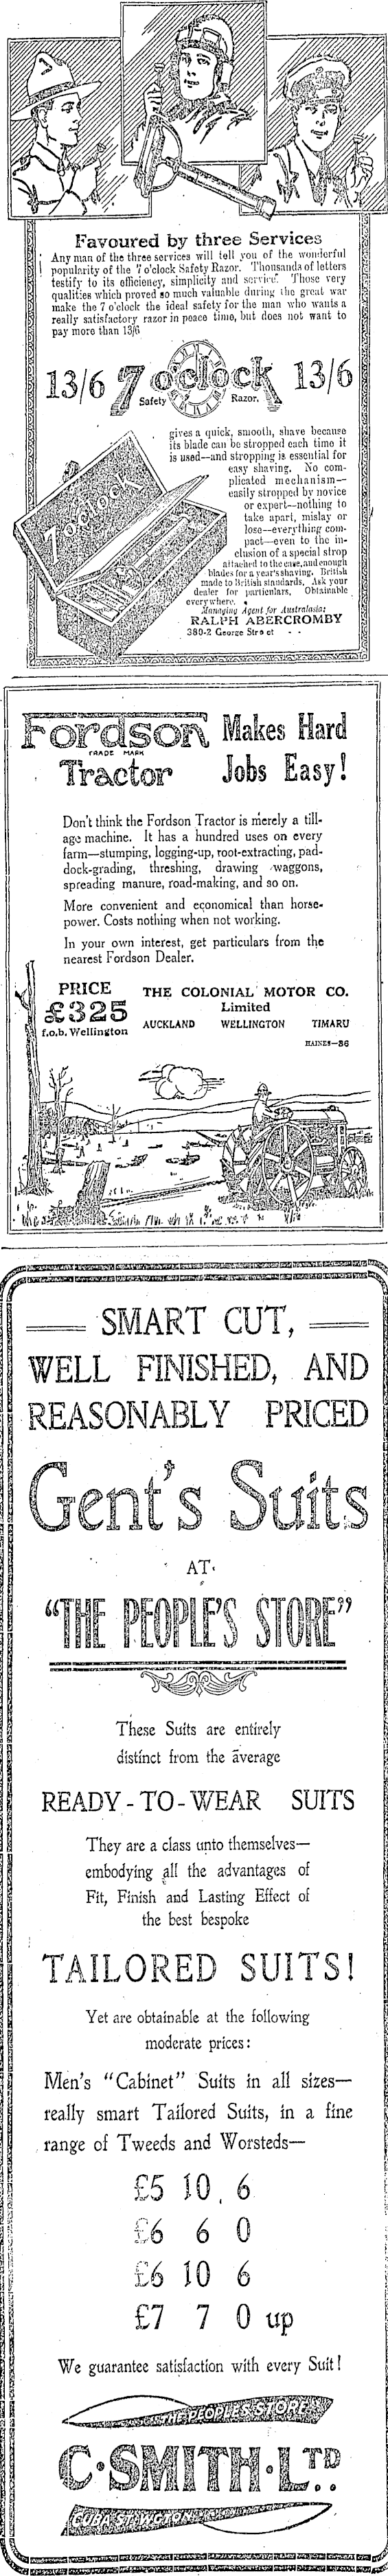 Favoured by three Services
Any man of the three services will tell you of the wonderful
popularity of the 7 o'clock Safety Razor. Thousands of letters
testify to its efficiency, simplicity and service. Those very
qualities which proved so much valuable during the great war
make the 7 o'clock the ideal safety for the man who wants a
really satisfactory razor in peace time, but does not want to
pay more than 13/6
13/6 7 o'clock 13/6
Safety Razor.
gives a quick, smooth, shave because
its blade can be stropped each time it
is used—and stropping is essential for
easy shaving. No com-
plicated mechanism—
easily stropped by novice
or expert—nothing to
take apart, mislay or
lose—everything com-
pact—even to the in-
clusion of a special strop
attached to the case, and enough
blades for a year's shaving. British
made to British standards. Ask your
dealer for particulars. Obtainable
everywhere.
7 o'clock
Managing Agent for Australasia:
RALPH ABERCROMBY
389-2 George Street - -
Fordson
TRADE MARK
Tractor
Makes Hard
Jobs Easy!
Don't think the Fordson Tractor is merely a till-
age machine. It has a hundred uses on every
farm—stumping, logging-up, root-extracting, pad-
dock-grading, threshing, drawing waggons,
spreading manure, road-making, and so on.
More convenient and economical than horse-
power. Costs nothing when not working.
In your own interest, get particulars from the
nearest Fordson Dealer.
PRICE
£325
f.o.b. Wellington
THE COLONIAL MOTOR CO.
Limited
AUCKLAND WELLINGTON TIMARU
HAINES—86
SMART CUT,
WELL FINISHED, AND
REASONABLY PRICED
Gent's Suits
AT
"THE PEOPLE'S STORE"
These Suits are entirely
distinct from the average
READY-TO-WEAR SUITS
They are a class unto themselves—
embodying all the advantages of
Fit, Finish and Lasting Effect of
the best bespoke
TAILORED SUITS!
Yet are obtainable at the following
moderate prices:
Men's "Cabinet" Suits in all sizes—
really smart Tailored Suits, in a fine
range of Tweeds and Worsteds—
£5 10 6
£6 6 0
£6 10 6
£7 7 0 up
We guarantee satisfaction with every Suit!
THE PEOPLES STORE
C·SMITH·LTD.
CUBA ST WGTON